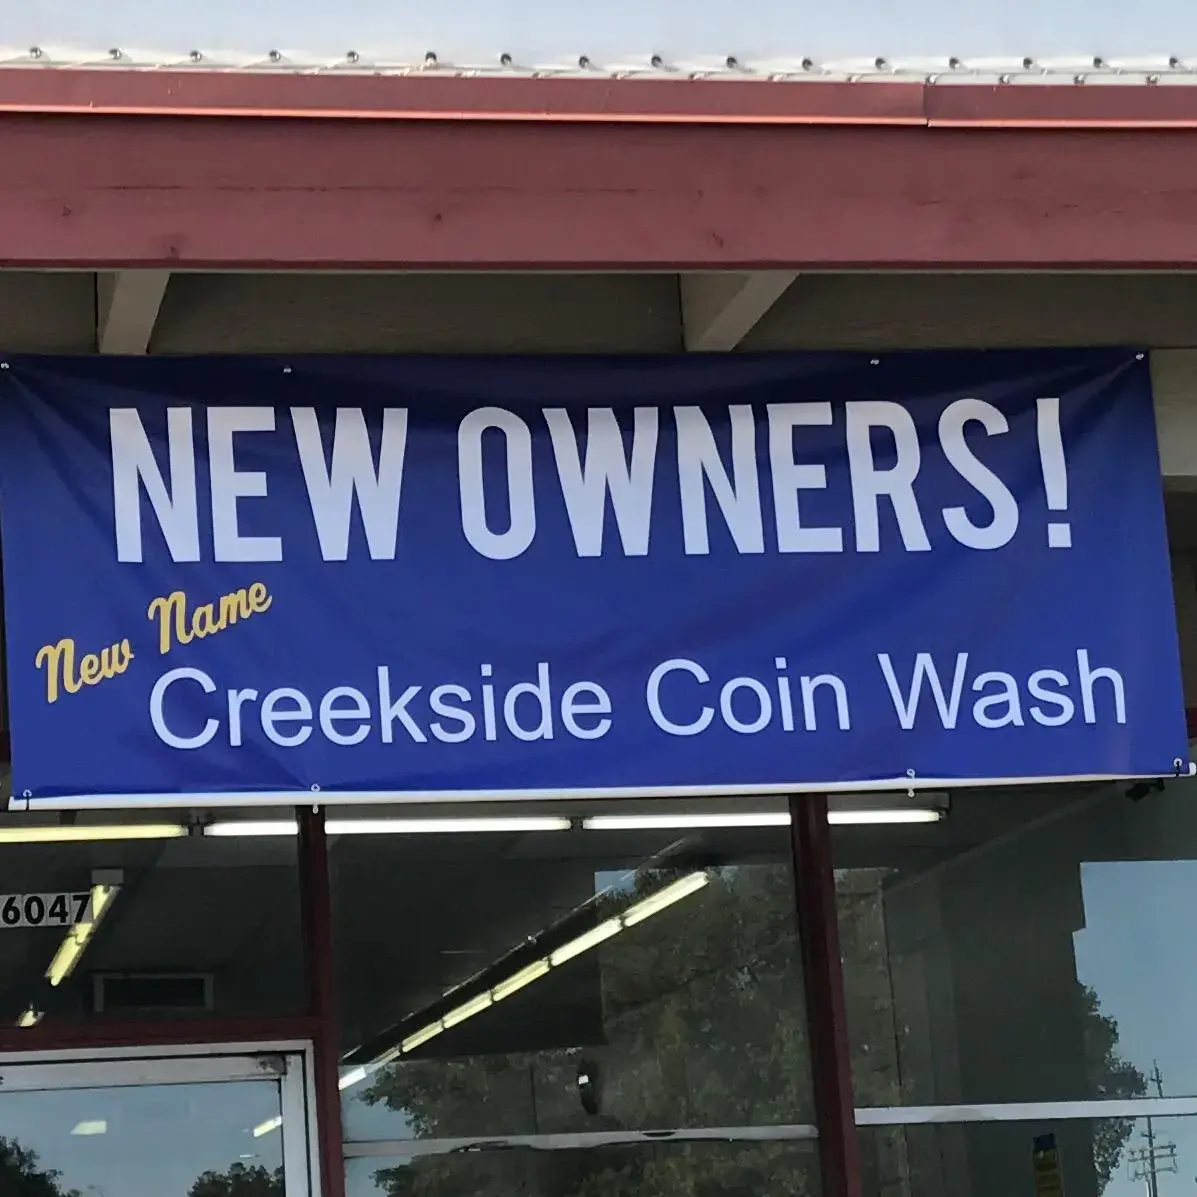 NEW OWNERS!
New Name
Creekside Coin Wash
6047